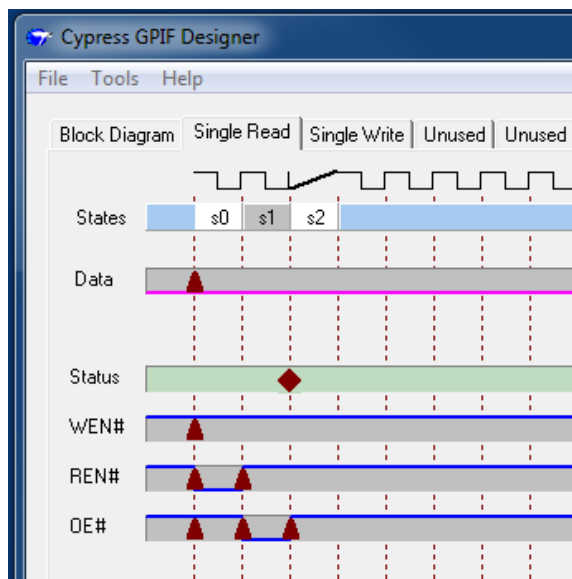 Cypress GPIF Designer
File Tools Help
Block Diagram Single Read Single Write Unused Unused
States s0 s1 s2
Data
Status
WEN#
REN#
OE#